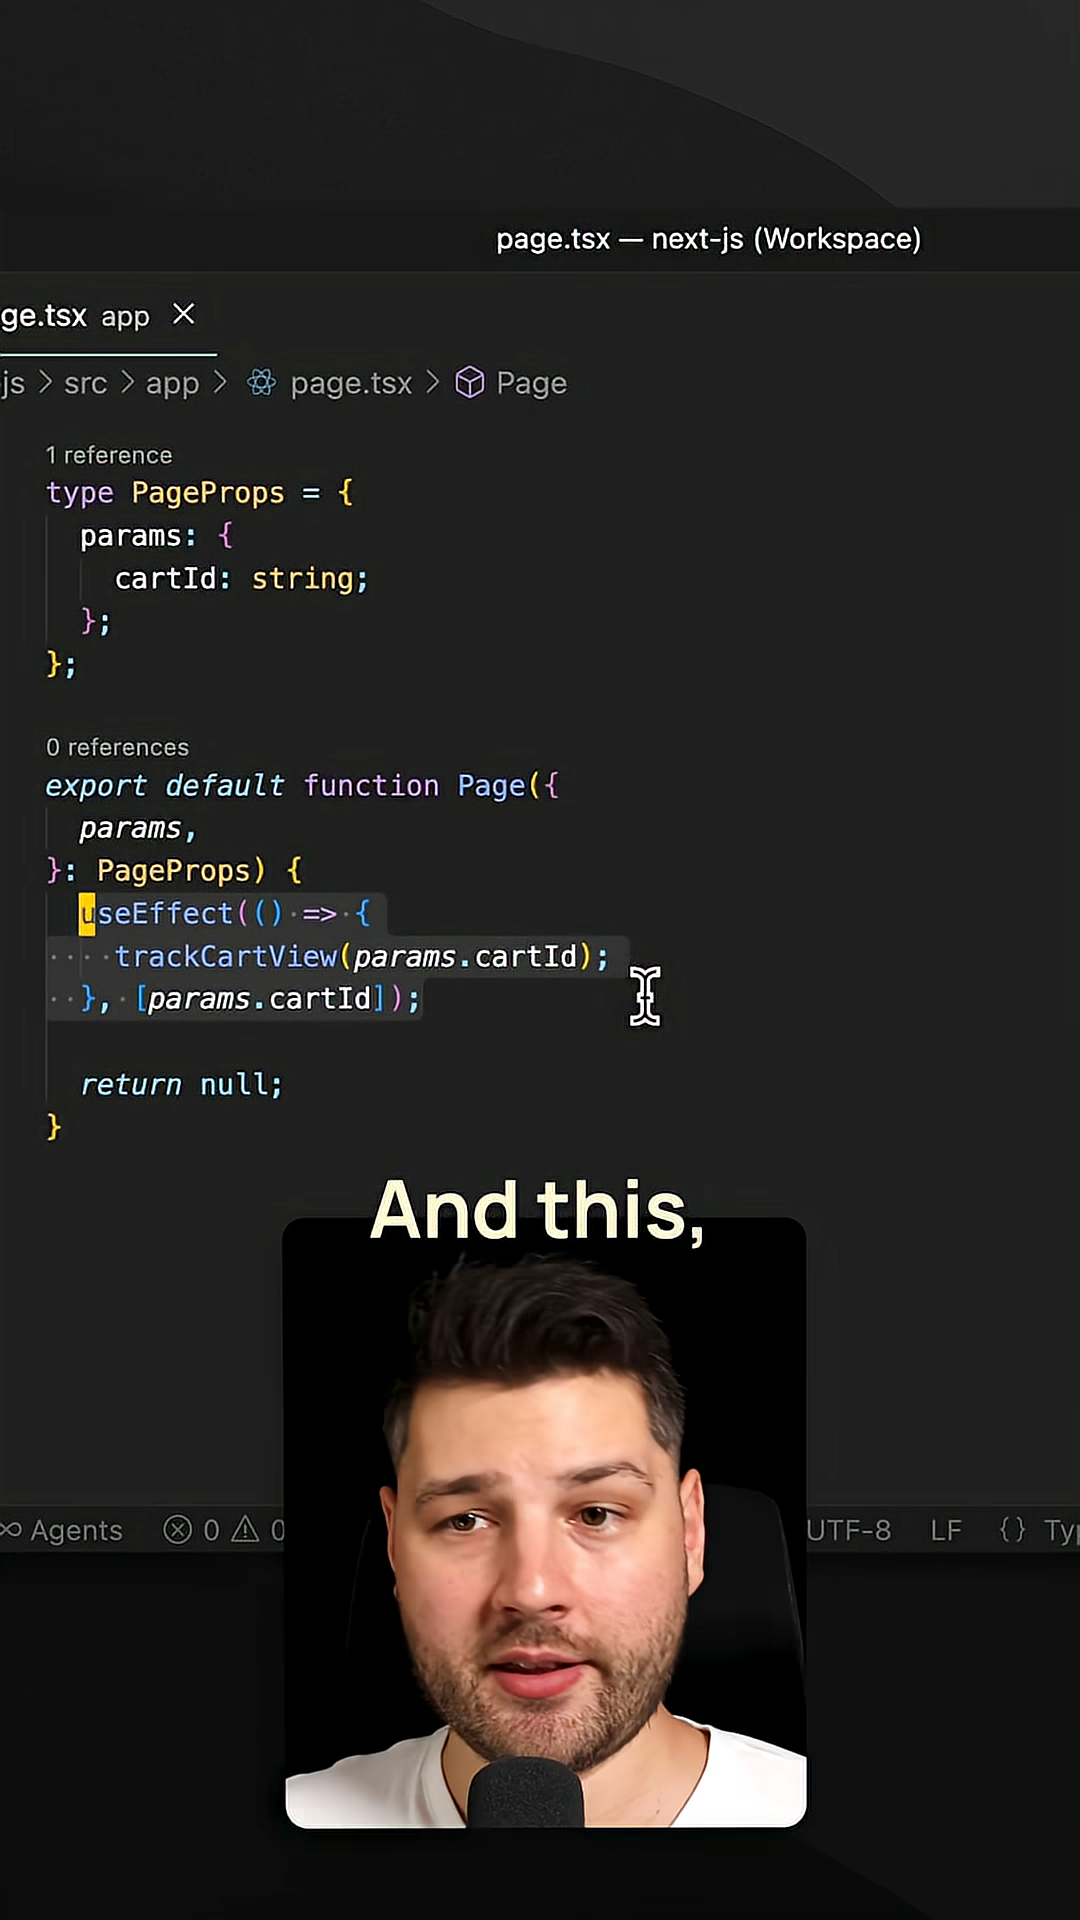 page.tsx — next-js (Workspace)
ge.tsx app
js > src > app > page.tsx > Page
1 reference
type PageProps = {
params: {
cartId: string;
};
};
0 references
export default function Page({
params,
}: PageProps) {
useEffect(() => {
trackCartView(params.cartId);
}, [params.cartId]);
return null;
}
And this,
Agents 0 0 UTF-8 LF {} Typ